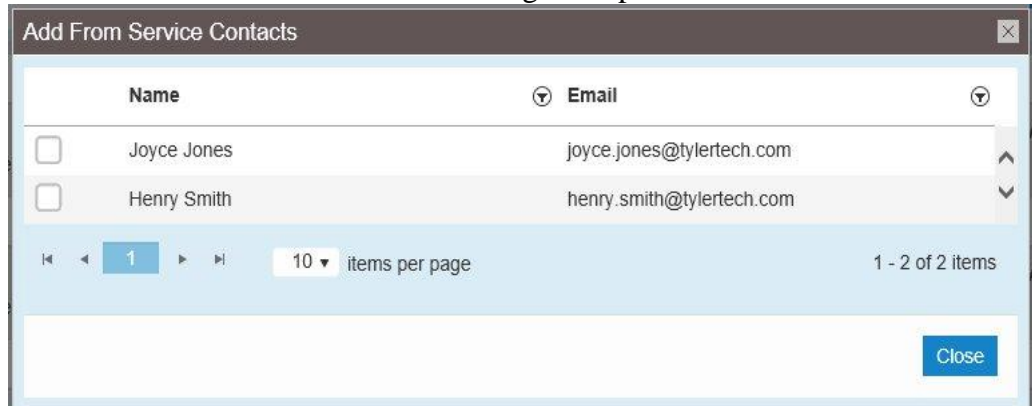 Add From Service Contacts
Name Email
Joyce Jones joyce.jones@tylertech.com
Henry Smith henry.smith@tylertech.com
1 10 items per page 1 - 2 of 2 items
Close